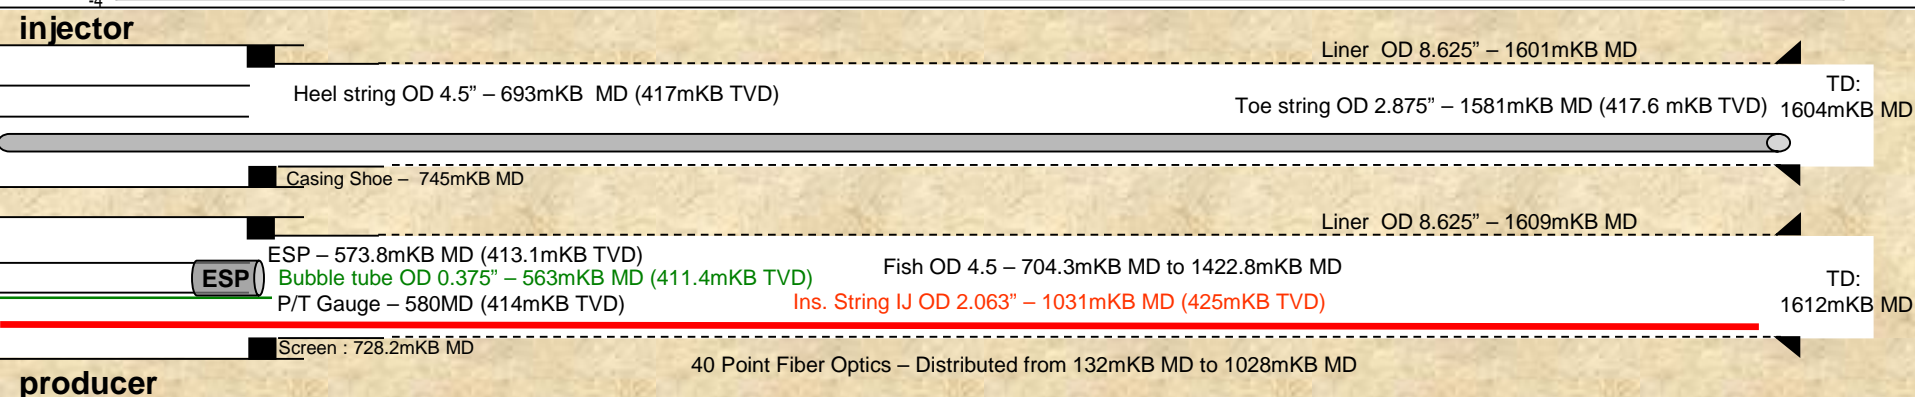 -4
injector
Liner OD 8.625” – 1601mKB MD
Heel string OD 4.5” – 693mKB MD (417mKB TVD)
Toe string OD 2.875” – 1581mKB MD (417.6 mKB TVD)
TD:
1604mKB MD
Casing Shoe – 745mKB MD
Liner OD 8.625” – 1609mKB MD
ESP – 573.8mKB MD (413.1mKB TVD)
ESP
Bubble tube OD 0.375” – 563mKB MD (411.4mKB TVD)
Fish OD 4.5 – 704.3mKB MD to 1422.8mKB MD
P/T Gauge – 580MD (414mKB TVD)
Ins. String IJ OD 2.063” – 1031mKB MD (425mKB TVD)
TD:
1612mKB MD
Screen : 728.2mKB MD
40 Point Fiber Optics – Distributed from 132mKB MD to 1028mKB MD
producer